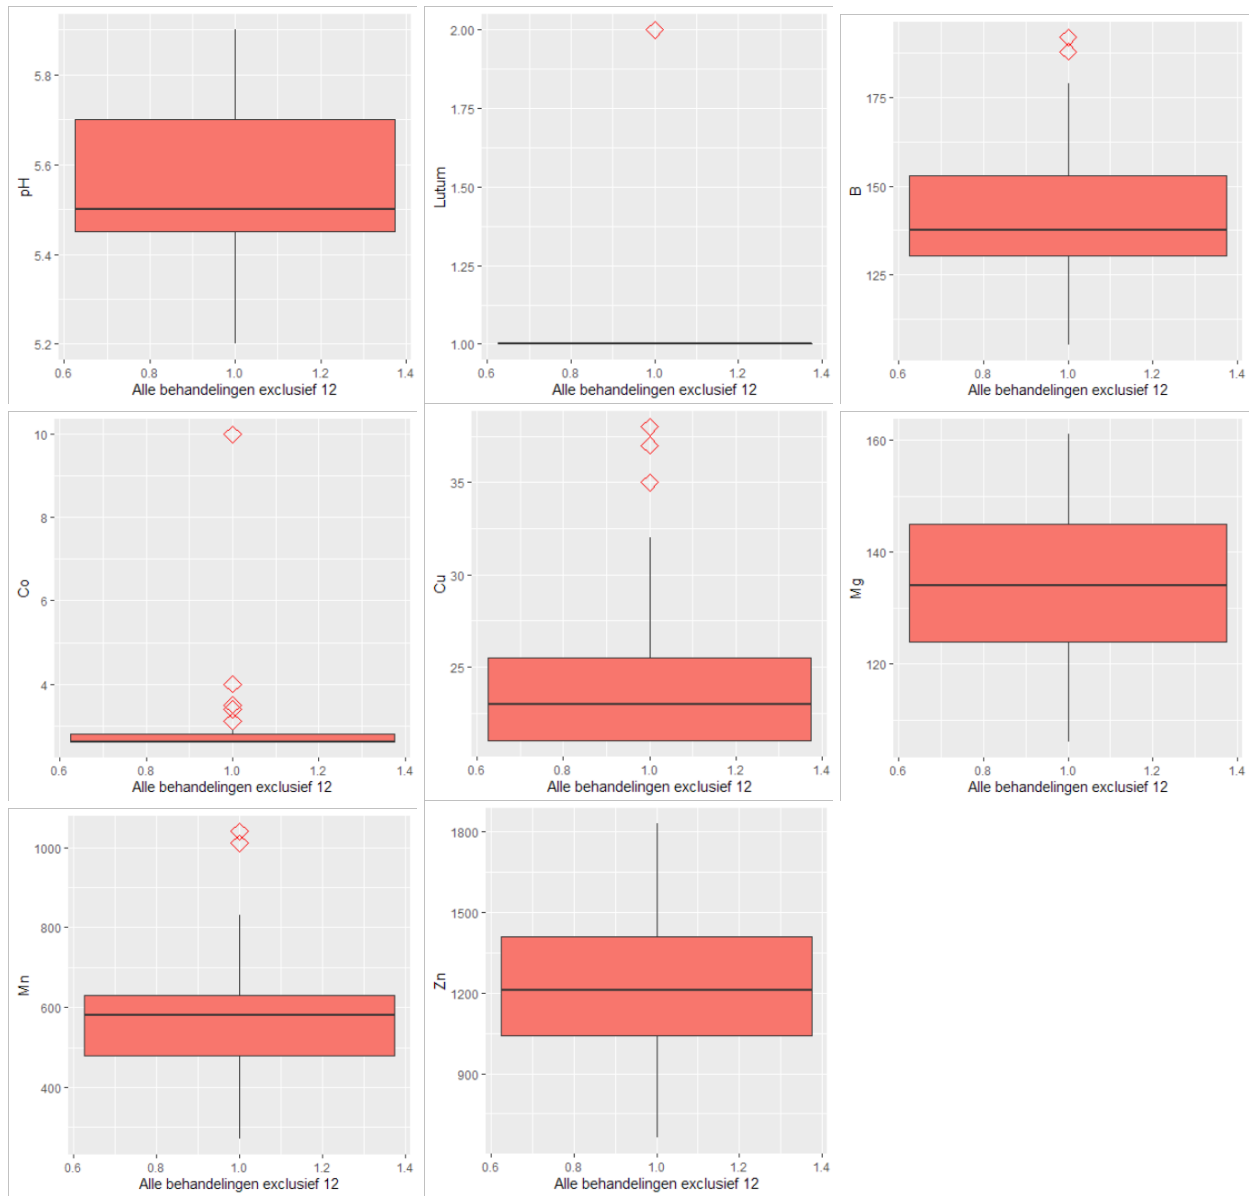 pH
5.8
5.6
5.4
5.2
0.6 0.8 1.0 1.2 1.4
Alle behandelingen exclusief 12
Lutum
2.00
1.75
1.50
1.25
1.00
0.6 0.8 1.0 1.2 1.4
Alle behandelingen exclusief 12
B
175
150
125
0.6 0.8 1.0 1.2 1.4
Alle behandelingen exclusief 12
Co
10
8
6
4
0.6 0.8 1.0 1.2 1.4
Alle behandelingen exclusief 12
Cu
35
30
25
0.6 0.8 1.0 1.2 1.4
Alle behandelingen exclusief 12
Mg
160
140
120
0.6 0.8 1.0 1.2 1.4
Alle behandelingen exclusief 12
Mn
1000
800
600
400
0.6 0.8 1.0 1.2 1.4
Alle behandelingen exclusief 12
Zn
1800
1500
1200
900
0.6 0.8 1.0 1.2 1.4
Alle behandelingen exclusief 12